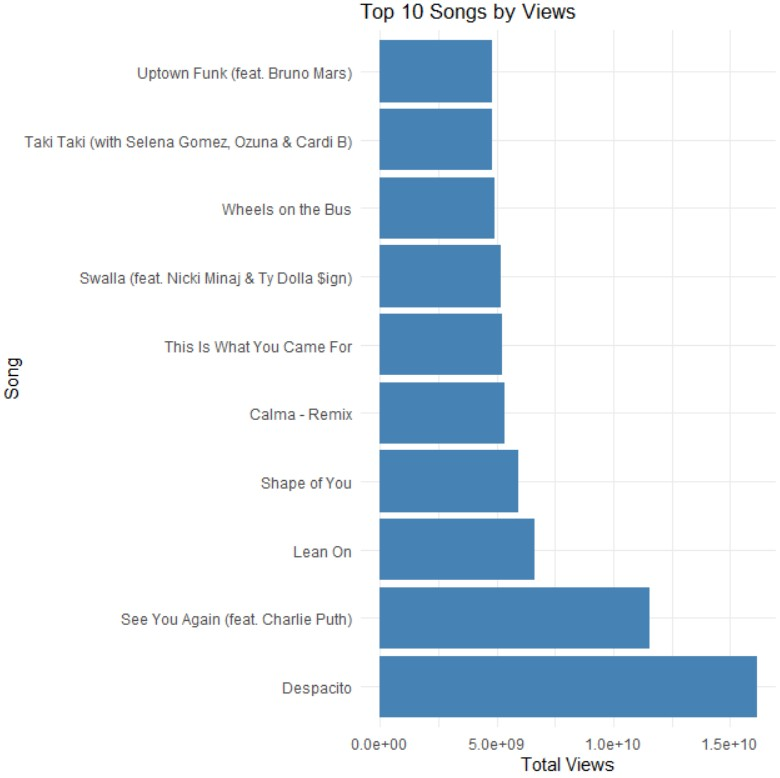 Top 10 Songs by Views
Uptown Funk (feat. Bruno Mars)
Taki Taki (with Selena Gomez, Ozuna & Cardi B)
Wheels on the Bus
Swalla (feat. Nicki Minaj & Ty Dolla $ign)
This Is What You Came For
Calma - Remix
Shape of You
Lean On
See You Again (feat. Charlie Puth)
Despacito
Song
0.0e+00 5.0e+09 1.0e+10 1.5e+10
Total Views